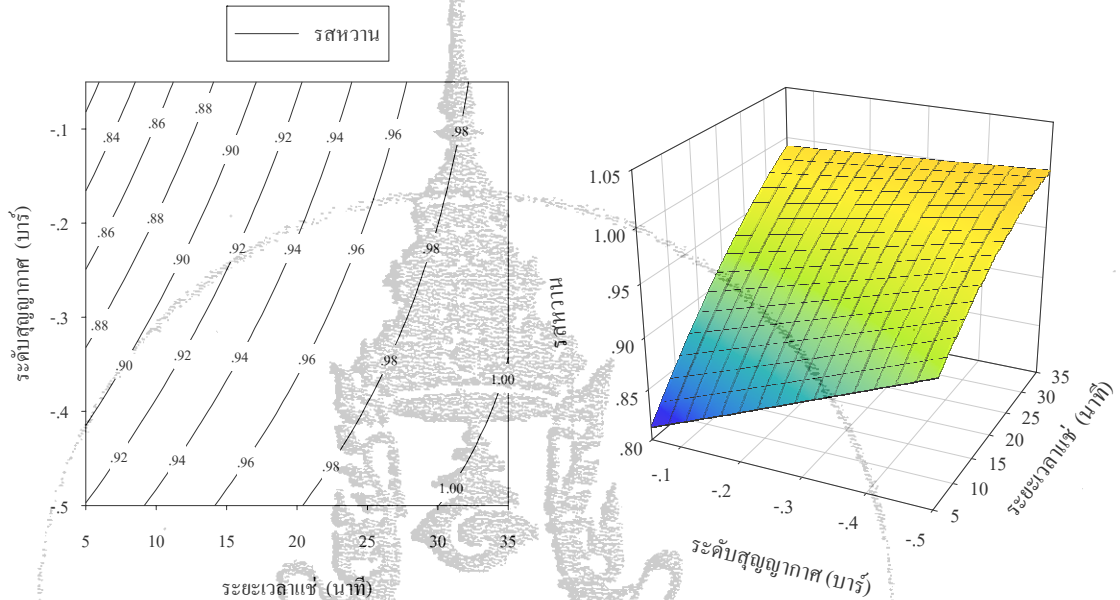 รสหวาน
.98
-.1 .84 .86 .88 .90 .92 .94 .96
-.2 .86 .88 .90 .92 .94 .96 .98
-.3 .88
.90 .92 .94 .96 .98 1.00
-.4
.92 .94 .96 .98 1.00
-.5
5 10 15 20 25 30 35
ระยะเวลาแช่ (นาที)
ระดับสุญญากาศ (บาร์)
รสหวาน
1.05
1.00
.95
.90
.85
.80
-.1 -.2 -.3 -.4 -.5
ระดับสุญญากาศ (บาร์)
35
30
25
20
15
10
5
ระยะเวลาแช่ (นาที)